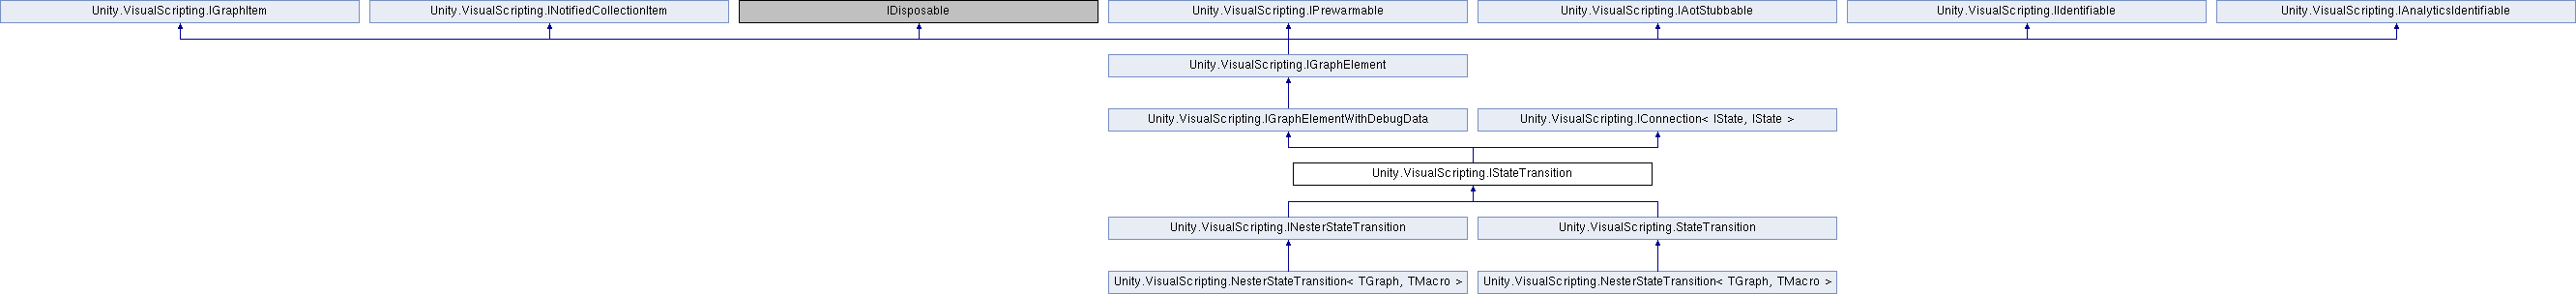 Unity.VisualScripting.IGraphItem
Unity.VisualScripting.INotifiedCollectionItem
IDisposable
Unity.VisualScripting.IPrewarmable
Unity.VisualScripting.IAotStubbable
Unity.VisualScripting.IIdentifiable
Unity.VisualScripting.IAnalyticsIdentifiable
Unity.VisualScripting.IGraphElement
Unity.VisualScripting.IGraphElementWithDebugData
Unity.VisualScripting.IConnection< IState, IState >
Unity.VisualScripting.IStateTransition
Unity.VisualScripting.INesterStateTransition
Unity.VisualScripting.StateTransition
Unity.VisualScripting.NesterStateTransition< TGraph, TMacro >
Unity.VisualScripting.NesterStateTransition< TGraph, TMacro >